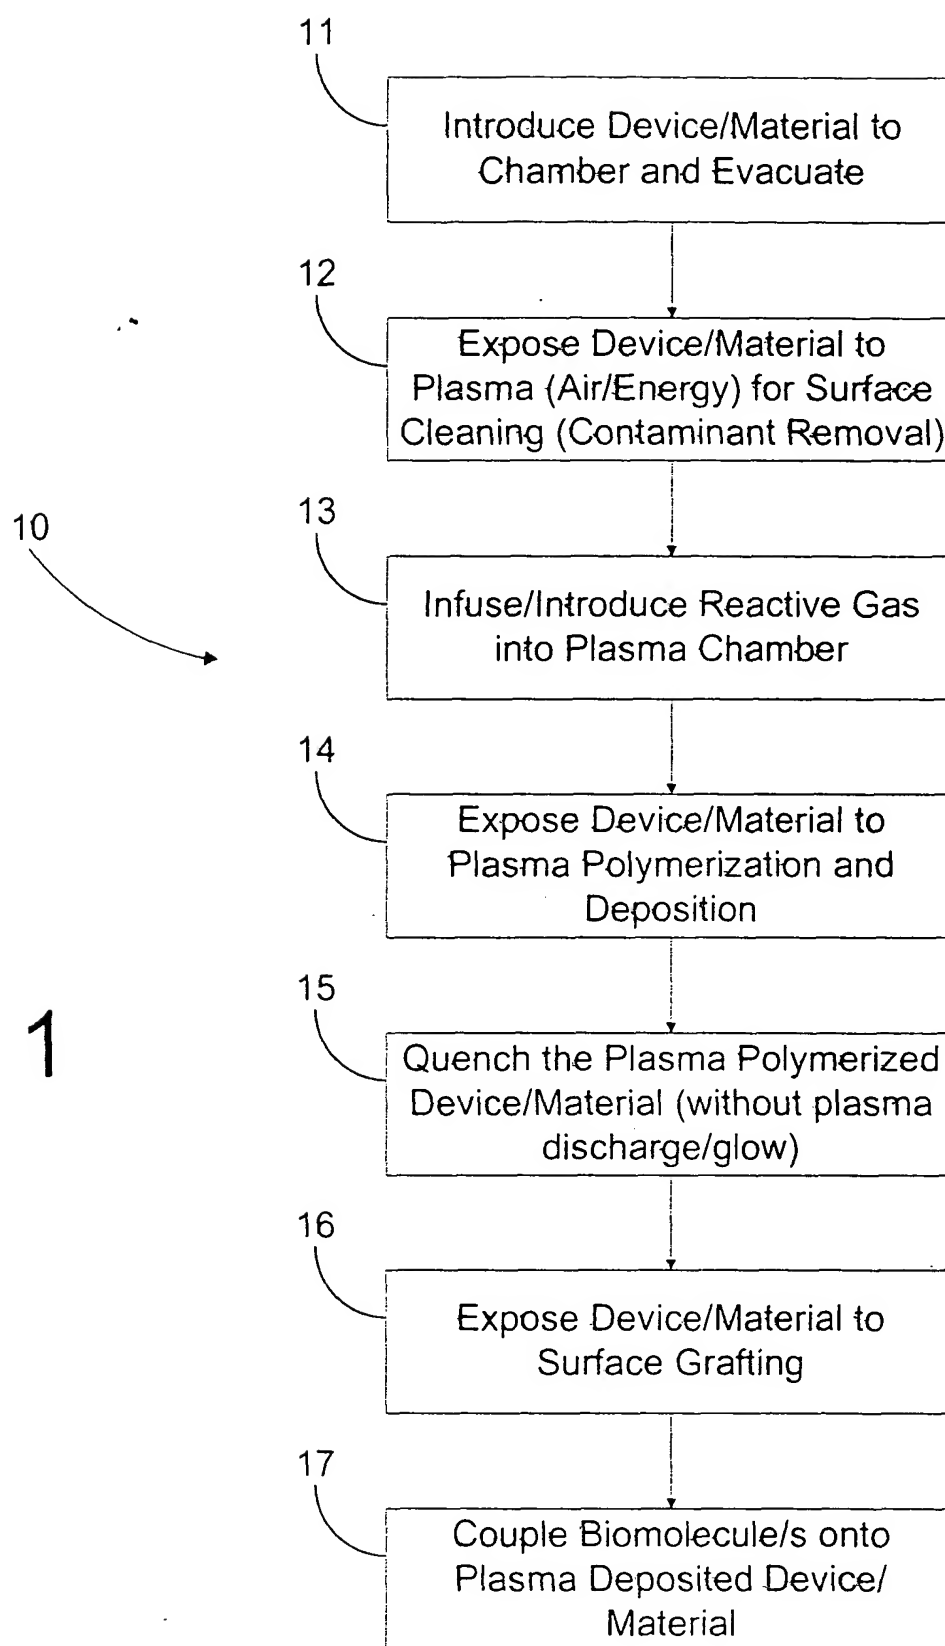 11
Introduce Device/Material to
Chamber and Evacuate
12
Expose Device/Material to
Plasma (Air/Energy) for Surface
Cleaning (Contaminant Removal)
10
13
Infuse/Introduce Reactive Gas
into Plasma Chamber
14
Expose Device/Material to
Plasma Polymerization and
Deposition
1
15
Quench the Plasma Polymerized
Device/Material (without plasma
discharge/glow)
16
Expose Device/Material to
Surface Grafting
17
Couple Biomolecule/s onto
Plasma Deposited Device/
Material